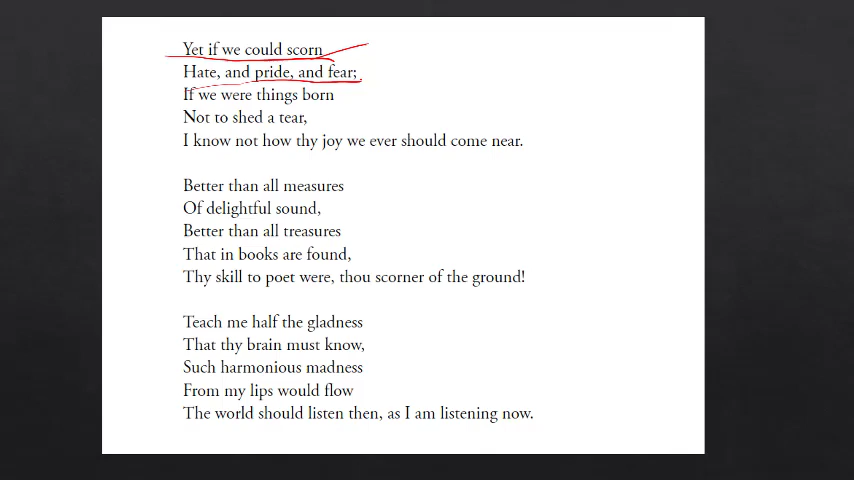 Yet if we could scorn
Hate, and pride, and fear;
If we were things born
Not to shed a tear,
I know not how thy joy we ever should come near.
Better than all measures
Of delightful sound,
Better than all treasures
That in books are found,
Thy skill to poet were, thou scorner of the ground!
Teach me half the gladness
That thy brain must know,
Such harmonious madness
From my lips would flow
The world should listen then, as I am listening now.